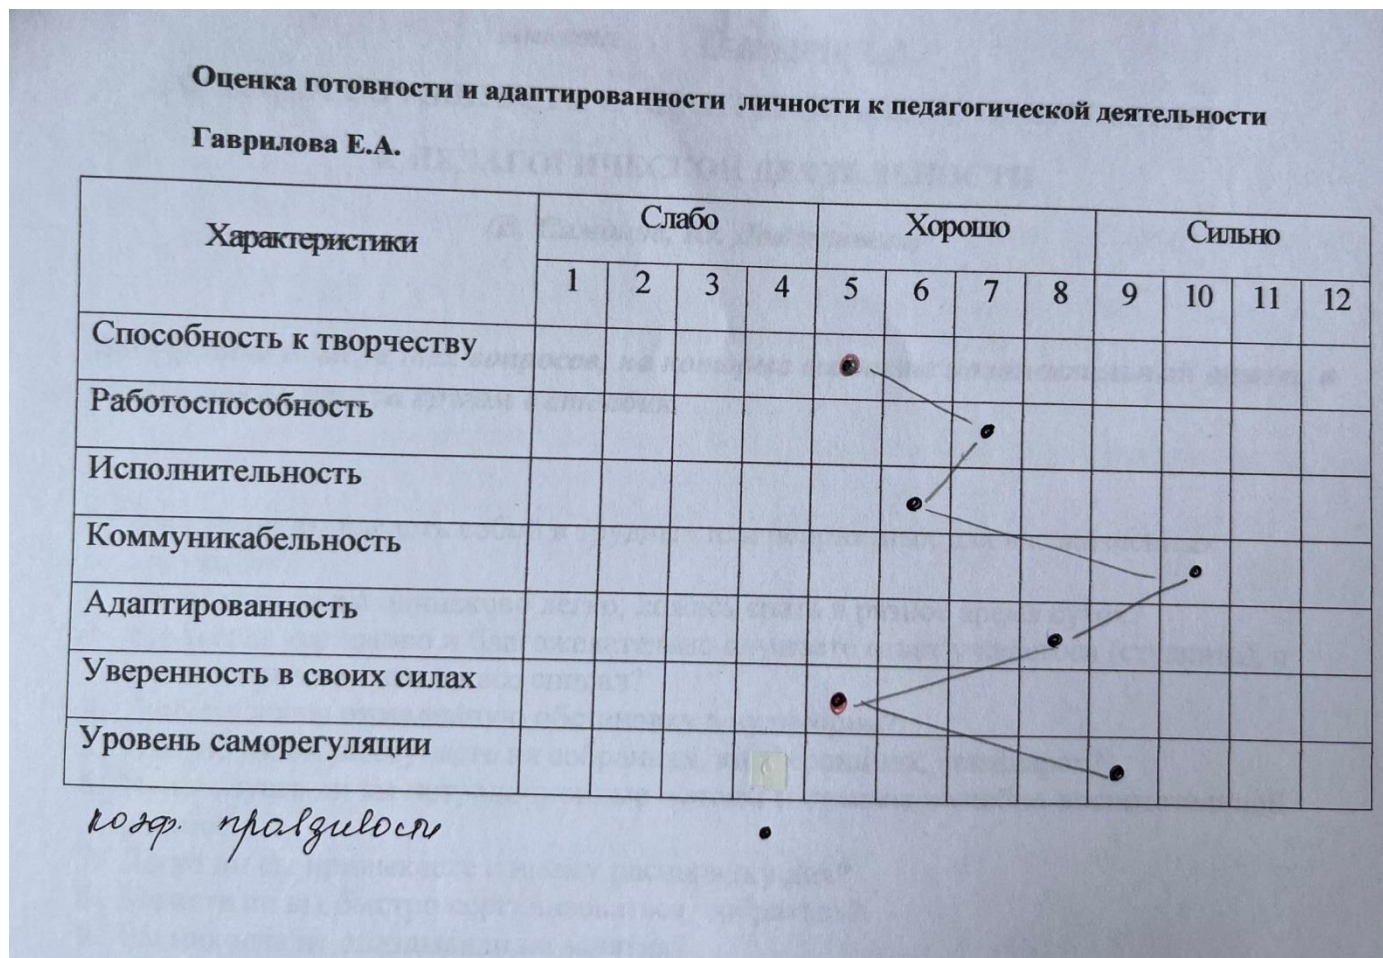 Оценка готовности и адаптированности личности к педагогической деятельности
Гаврилова Е.А.
Характеристики Слабо Хорошо Сильно
1 2 3 4 5 6 7 8 9 10 11 12
Способность к творчеству
Работоспособность
Исполнительность
Коммуникабельность
Адаптированность
Уверенность в своих силах
Уровень саморегуляции
коэф. правдивости